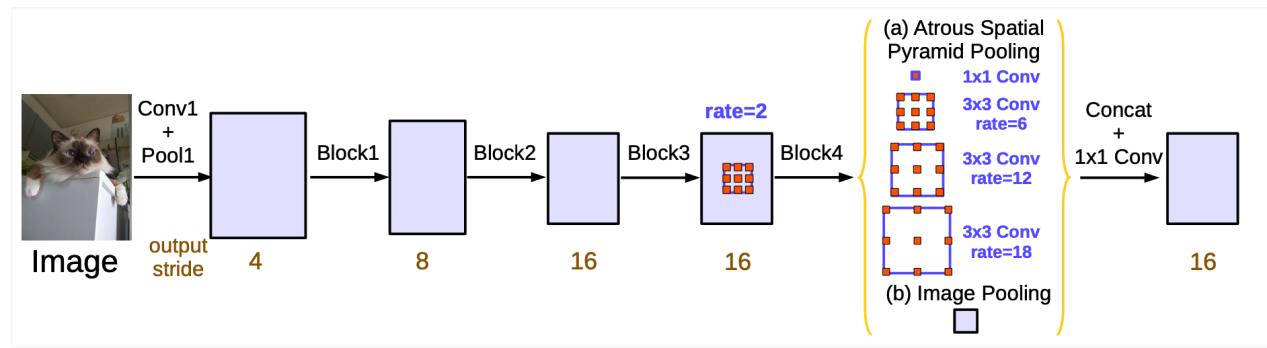 Image
Conv1
+
Pool1
output
stride
4
Block1
8
Block2
16
Block3
rate=2
16
Block4
(a) Atrous Spatial
Pyramid Pooling
1x1 Conv
3x3 Conv
rate=6
3x3 Conv
rate=12
3x3 Conv
rate=18
(b) Image Pooling
Concat
+
1x1 Conv
16